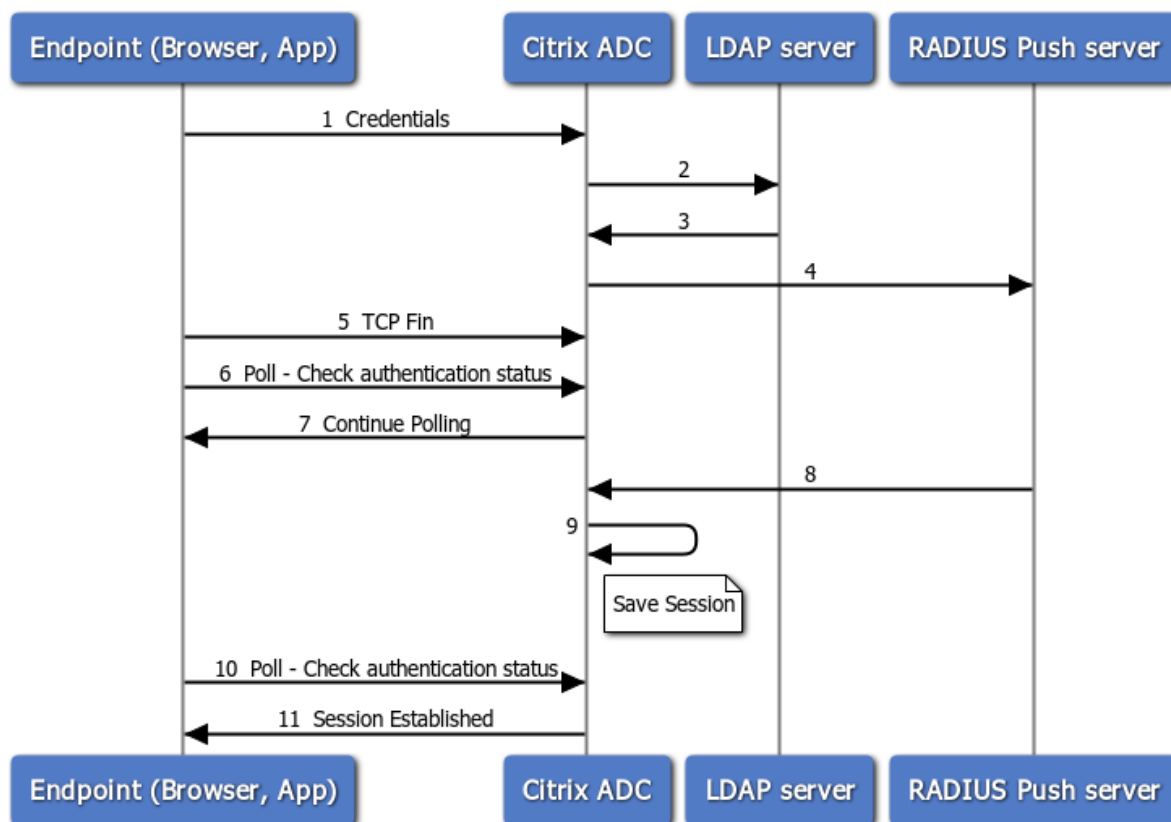 Endpoint (Browser, App) Citrix ADC LDAP server RADIUS Push server
1 Credentials
2
3
4
5 TCP Fin
6 Poll - Check authentication status
7 Continue Polling
8
9
Save Session
10 Poll - Check authentication status
11 Session Established
Endpoint (Browser, App) Citrix ADC LDAP server RADIUS Push server